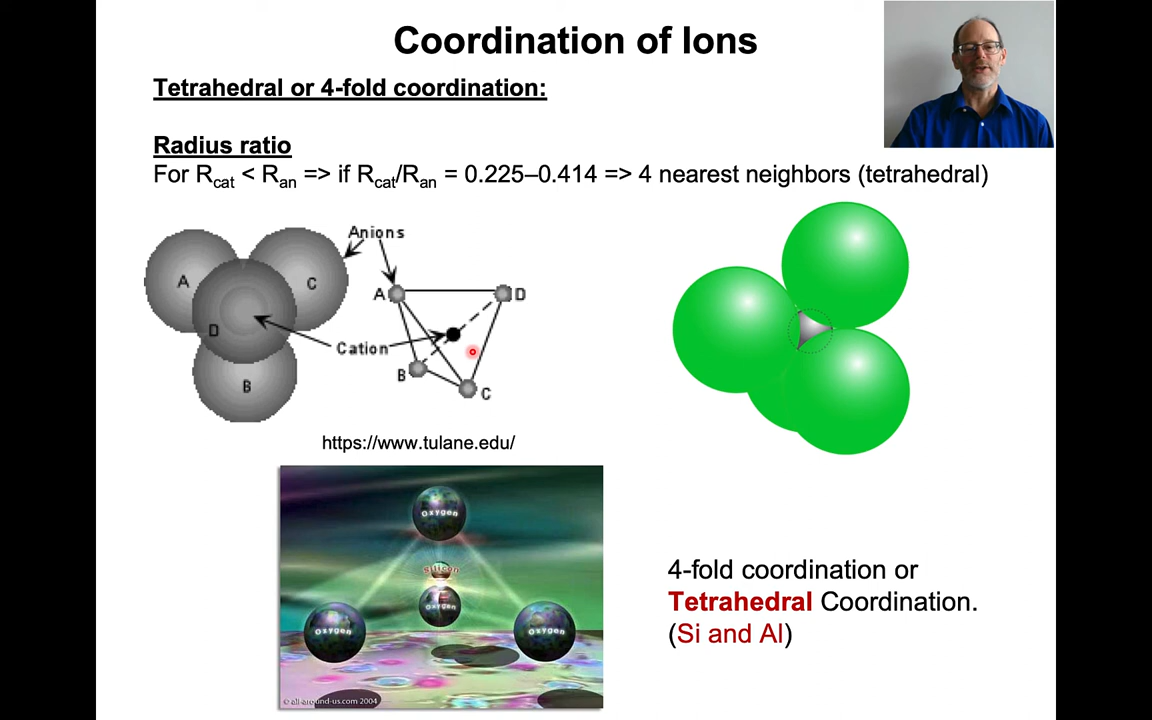 Coordination of Ions
Tetrahedral or 4-fold coordination:
Radius ratio
For Rcat < Ran => if Rcat/Ran = 0.225–0.414 => 4 nearest neighbors (tetrahedral)
Anions
A
C
D
B
Cation
A
D
B
C
https://www.tulane.edu/
Oxygen
Silicon
Oxygen
Oxygen
Oxygen
© all-around-us.com 2004
4-fold coordination or
Tetrahedral Coordination.
(Si and Al)